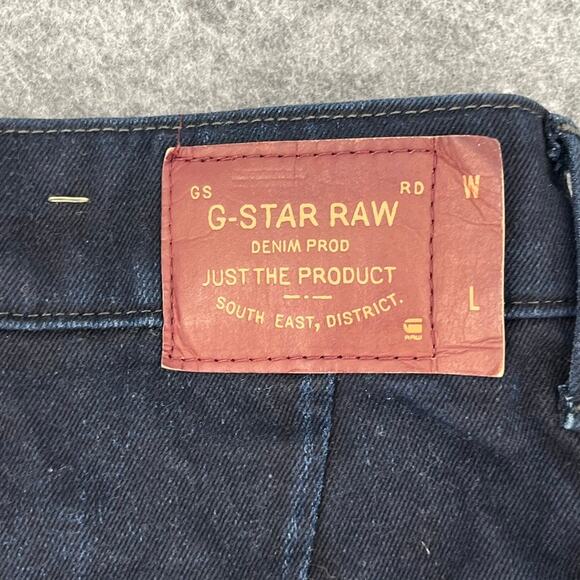 GS RD W
G-STAR RAW
DENIM PROD
JUST THE PRODUCT
SOUTH EAST, DISTRICT.
L
RAW